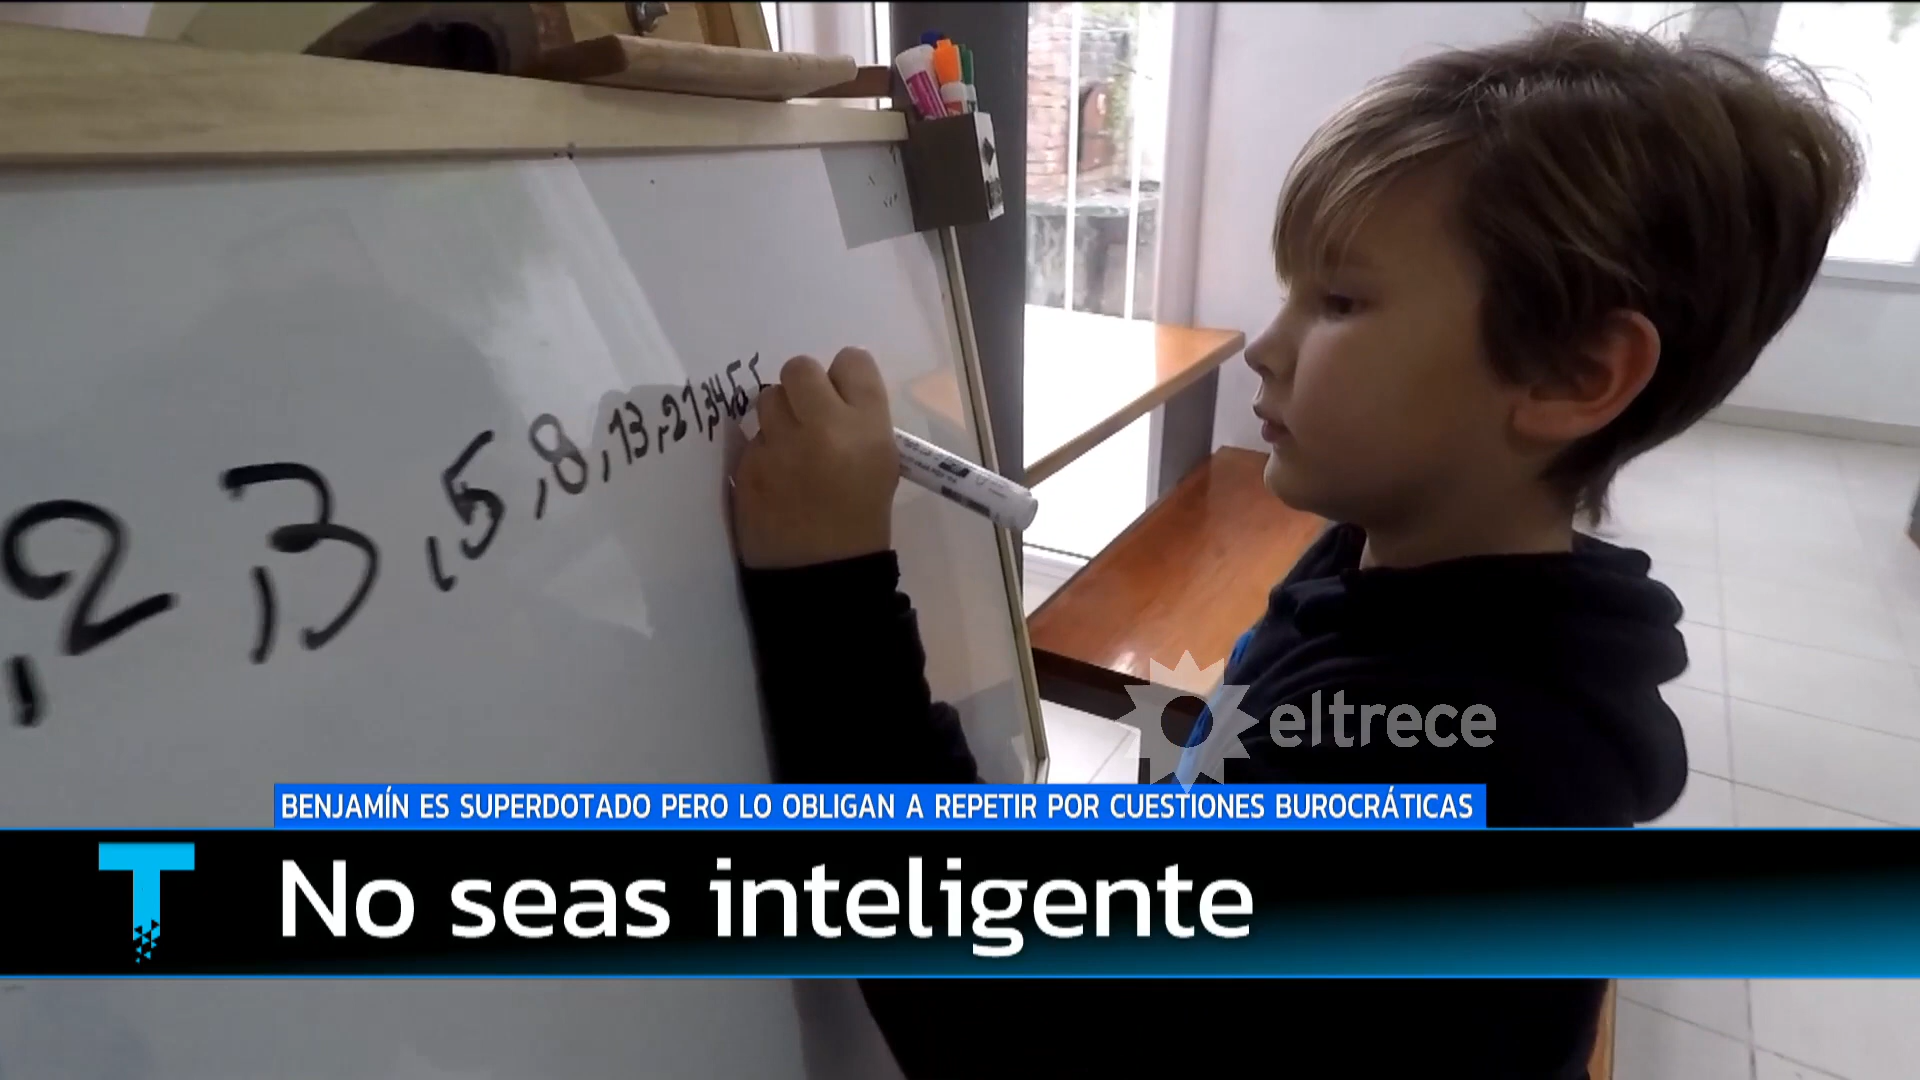 ,2,3,5,8,13,21,34,55
eltrece
BENJAMÍN ES SUPERDOTADO PERO LO OBLIGAN A REPETIR POR CUESTIONES BUROCRÁTICAS
T
No seas inteligente